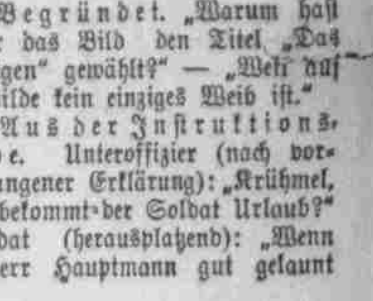 Begründet. „Warum hast
das Bild den Titel „Das
gen“ gewählt?“ — „Weil auf
ilde kein einziges Weib ist.“
Aus der Instruktions-
e. Unteroffizier (nach vor-
ngener Erklärung): „Krühmel,
bekommt der Soldat Urlaub?“
dat (herausplatzend): „Wenn
err Hauptmann gut gelaunt